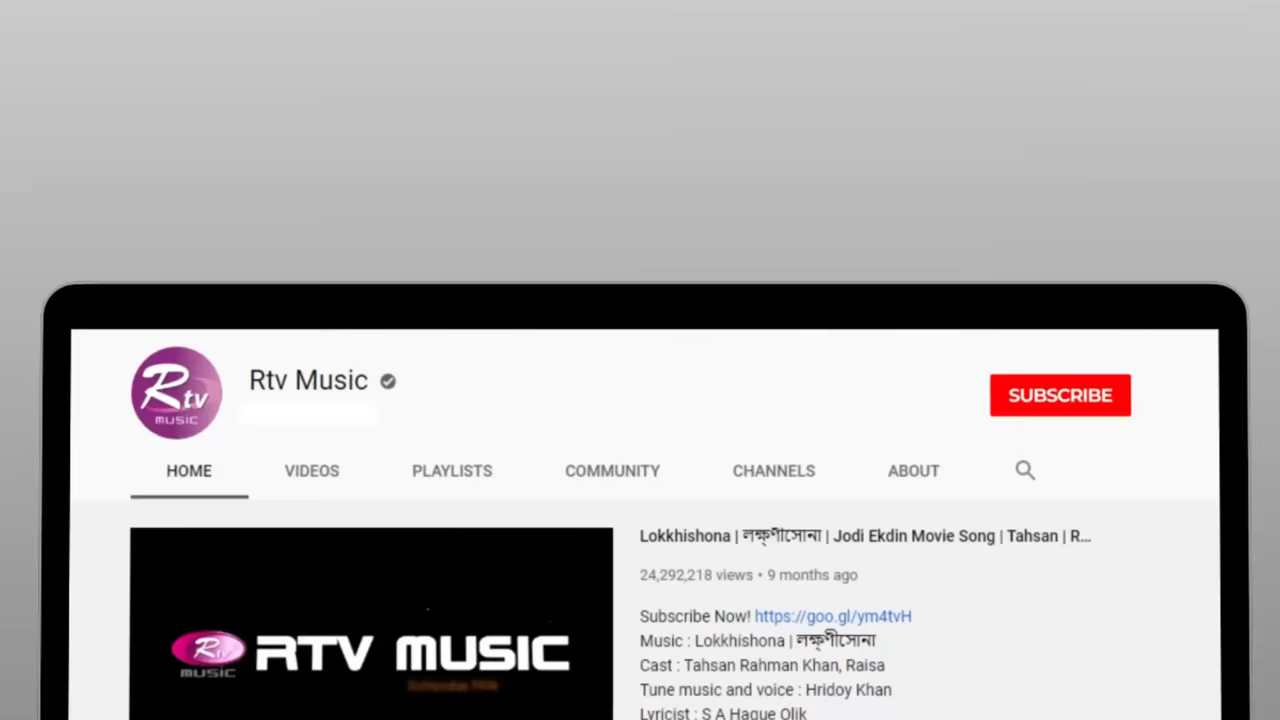 Rtv
MUSIC
Rtv Music
SUBSCRIBE
HOME VIDEOS PLAYLISTS COMMUNITY CHANNELS ABOUT
Lokkhishona | লক্ষ্ণীসোনা | Jodi Ekdin Movie Song | Tahsan | R...
24,292,218 views • 9 months ago
Subscribe Now! https://goo.gl/ym4tvH
Music : Lokkhishona | লক্ষ্ণীসোনা
Cast : Tahsan Rahman Khan, Raisa
Tune music and voice : Hridoy Khan
Lyricist : S A Haque Olik
Rtv
MUSIC
RTV MUSIC